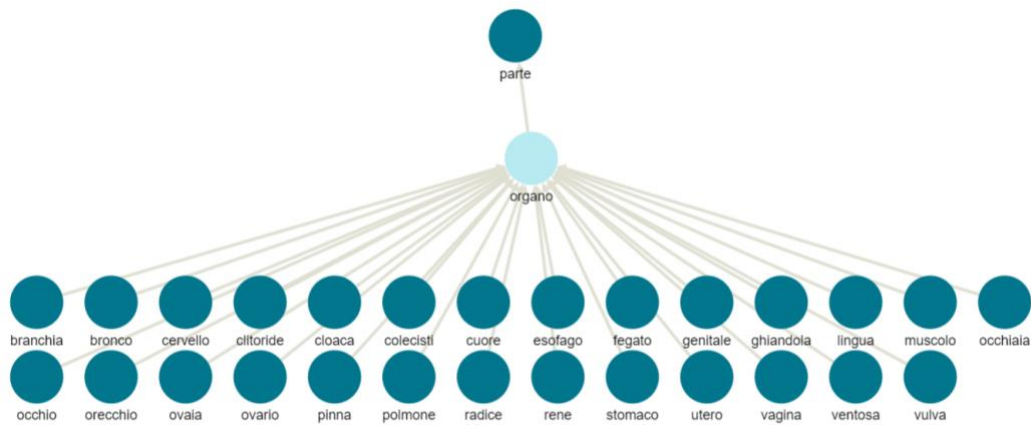 parte
organo
branchia bronco cervello clitoride cloaca colecisti cuore esofago fegato genitale ghiandola lingua muscolo occhiaia
occhio orecchio ovaia ovario pinna polmone radice rene stomaco utero vagina ventosa vulva